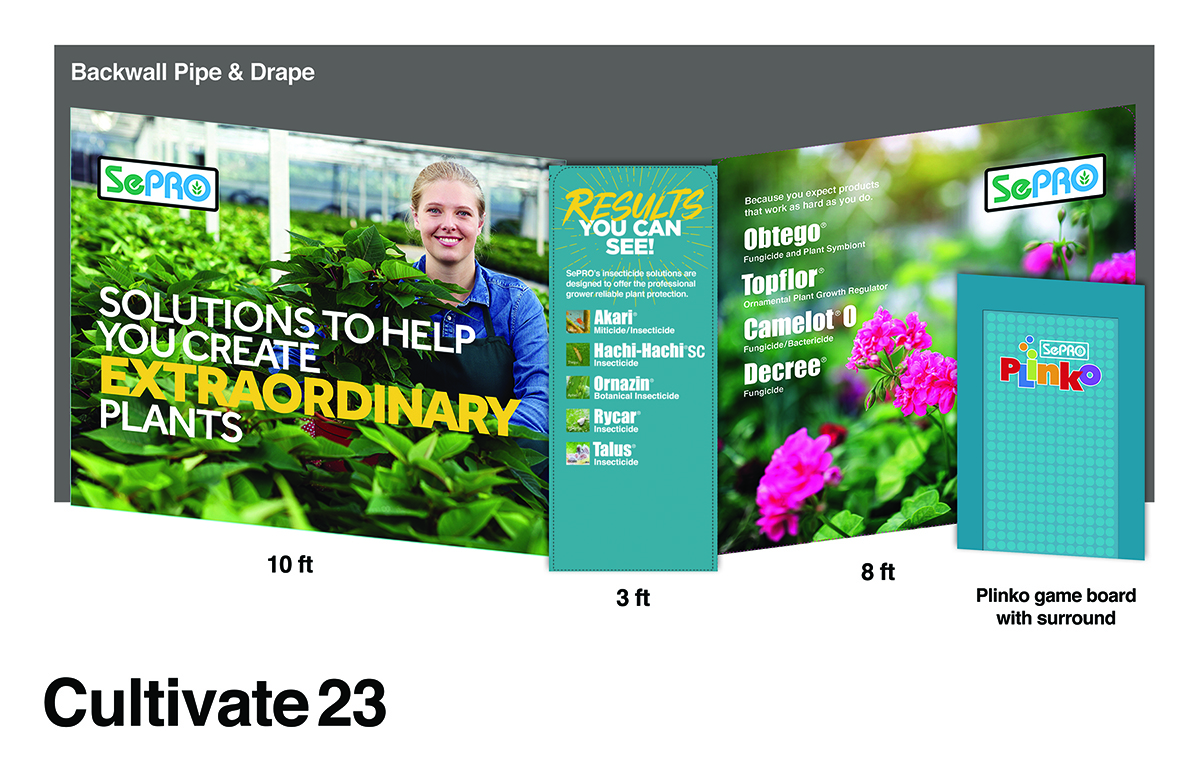 Backwall Pipe & Drape
SePRO
SOLUTIONS TO HELP
YOU CREATE
EXTRAORDINARY
PLANTS
10 ft
RESULTS
YOU CAN
SEE!
SePRO's insecticide solutions are
designed to offer the professional
grower reliable plant protection.
Akari®
Miticide/Insecticide
Hachi-Hachi®SC
Insecticide
Ornazin®
Botanical Insecticide
Rycar®
Insecticide
Talus®
Insecticide
3 ft
Because you expect products
that work as hard as you do.
Obtego®
Fungicide and Plant Symbiont
Topflor®
Ornamental Plant Growth Regulator
Camelot® O
Fungicide/Bactericide
Decree®
Fungicide
SePRO
8 ft
SePRO
PLinKo
Plinko game board
with surround
Cultivate 23